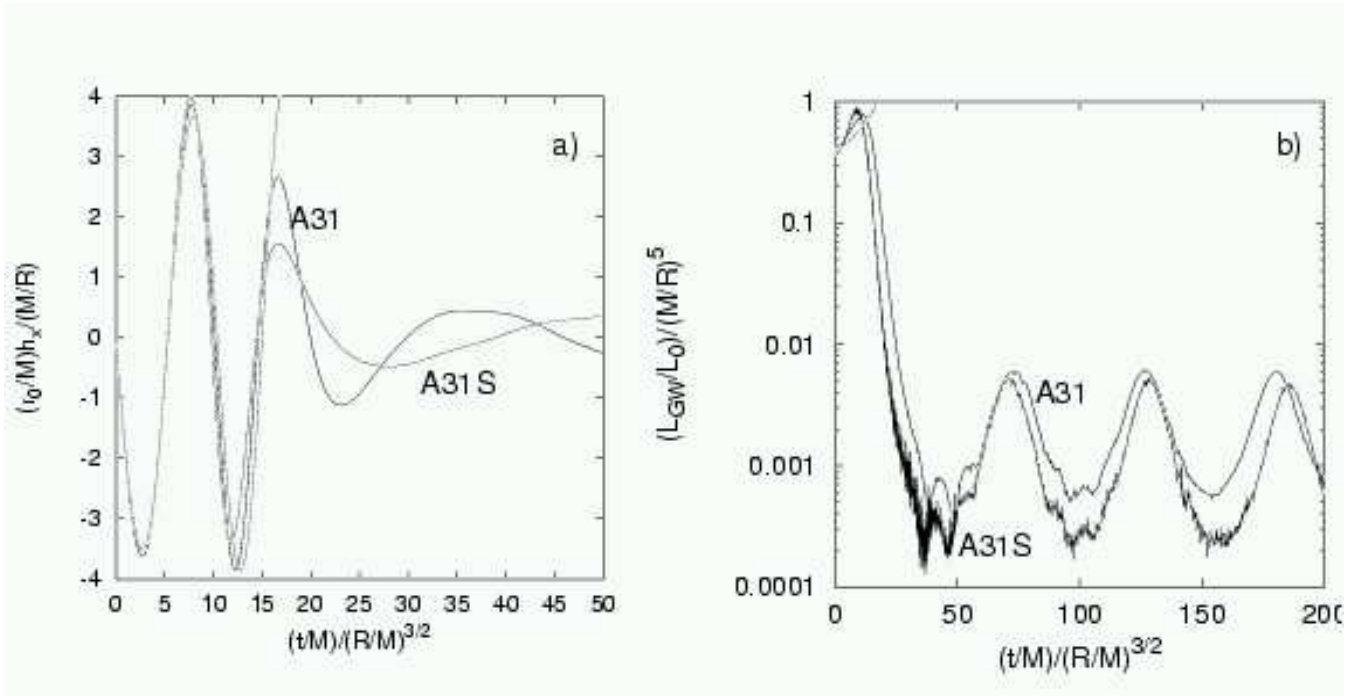 4
3
2
1
0
-1
-2
-3
-4
0 5 10 15 20 25 30 35 40 45 50
(t/M)/(R/M)^3/2
(r₀/M)hₓ/(M/R)
a)
A31
A31S
1
0.1
0.01
0.001
0.0001
0 50 100 150 200
(t/M)/(R/M)^3/2
(L_GW/L₀)/(M/R)^5
b)
A31
A31S